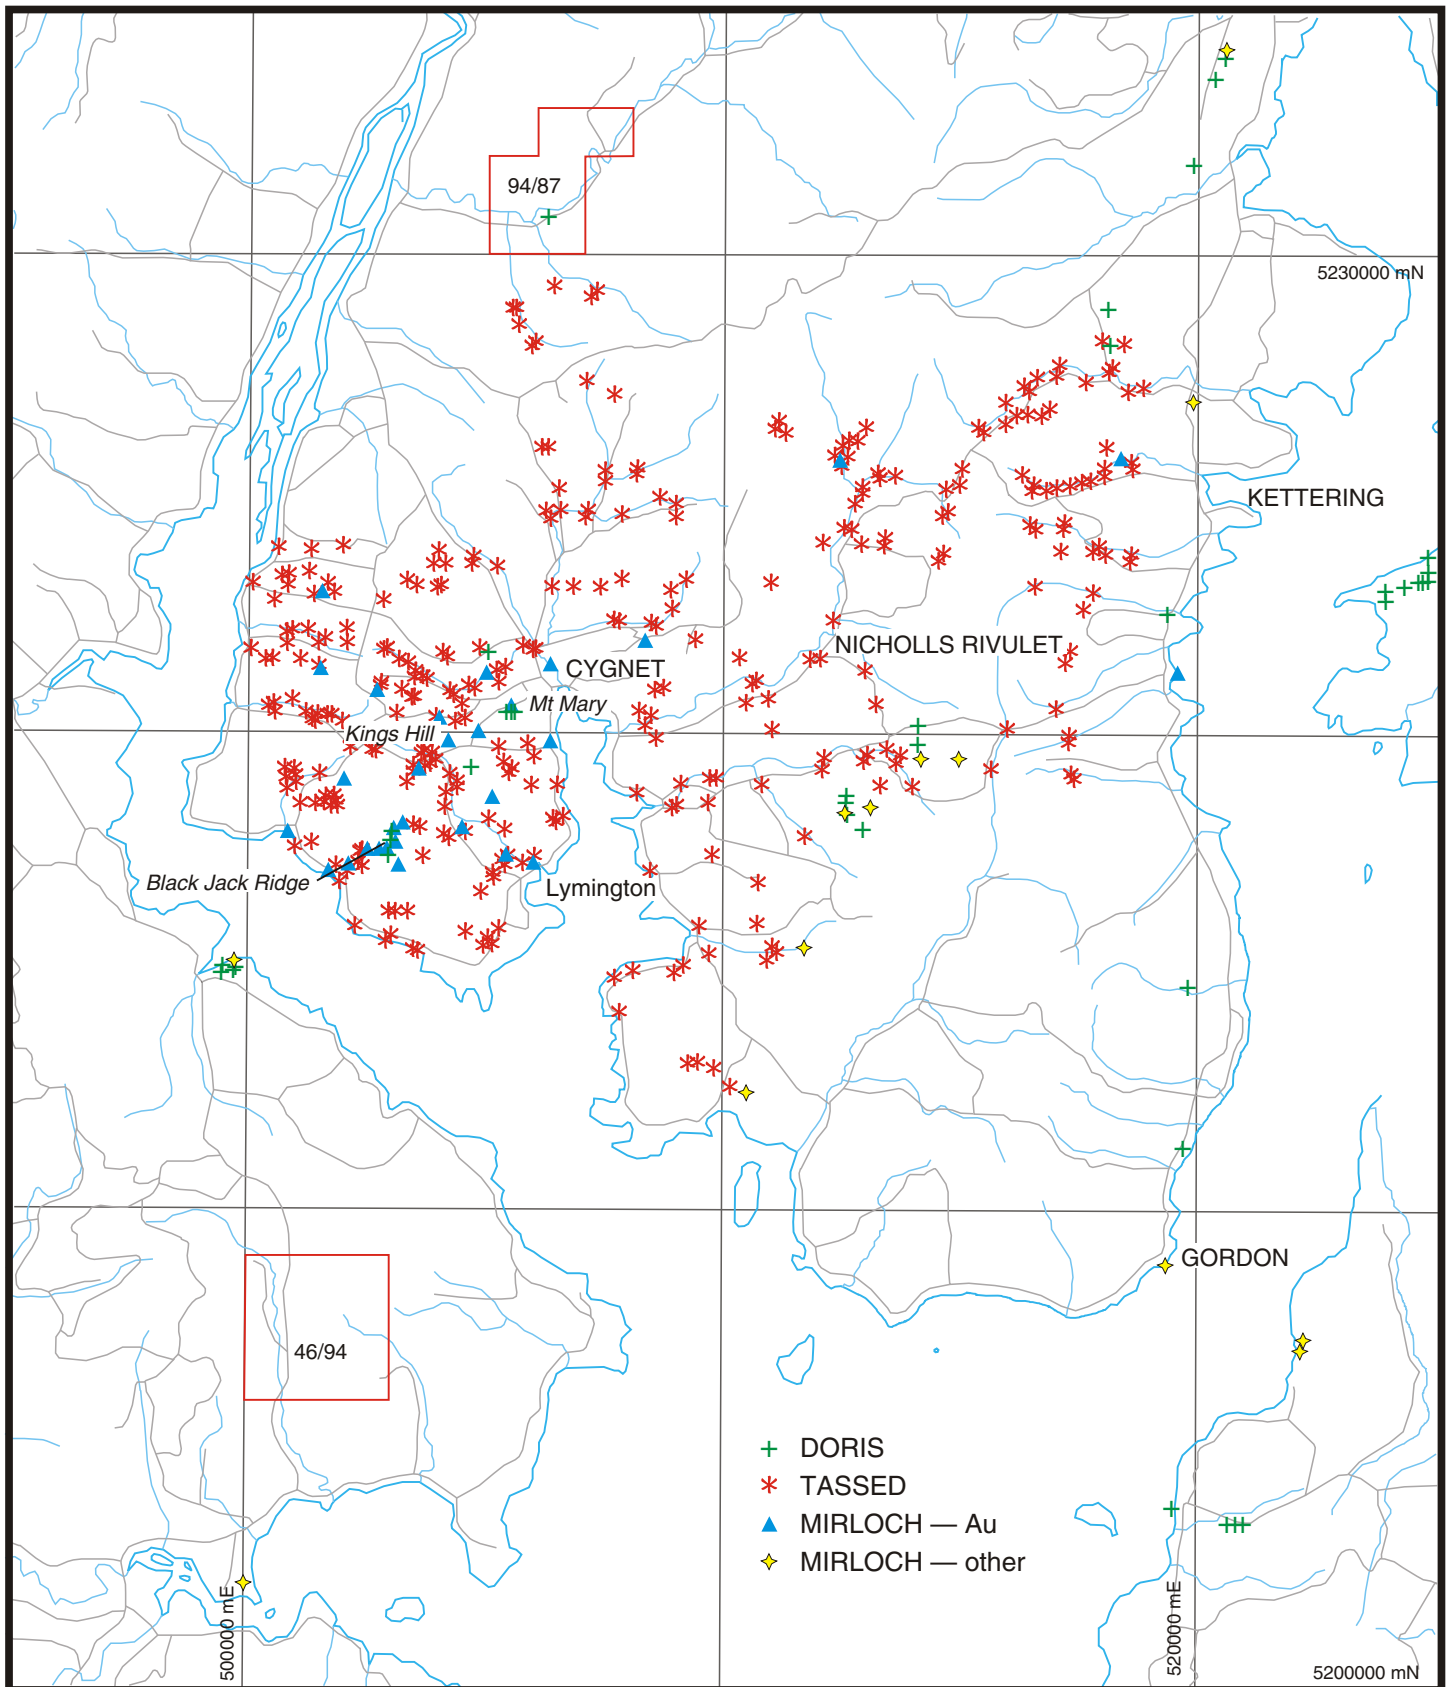 94/87
5230000 mN
KETTERING
NICHOLLS RIVULET
CYGNET
Mt Mary
Kings Hill
Black Jack Ridge
Lymington
GORDON
46/94
DORIS
TASSED
MIRLOCH — Au
MIRLOCH — other
500000 mE
520000 mE
5200000 mN